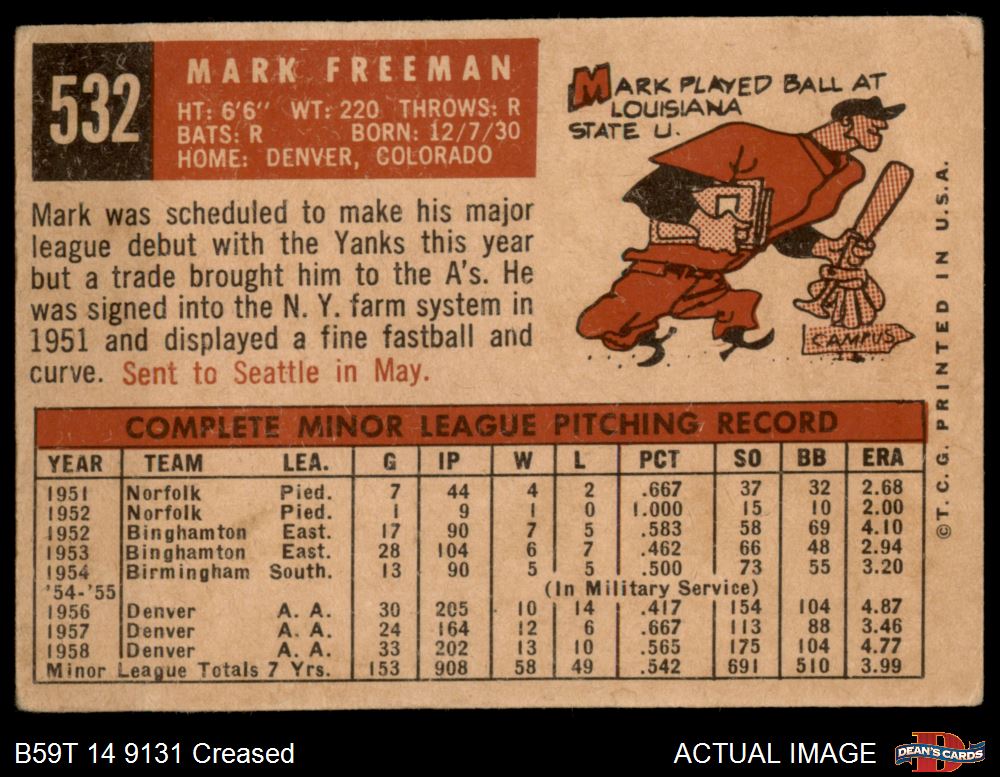 532
MARK FREEMAN
HT: 6'6" WT: 220 THROWS: R
BATS: R BORN: 12/7/30
HOME: DENVER, COLORADO
Mark was scheduled to make his major
league debut with the Yanks this year
but a trade brought him to the A's. He
was signed into the N. Y. farm system in
1951 and displayed a fine fastball and
curve. Sent to Seattle in May.
MARK PLAYED BALL AT
LOUISIANA
STATE U.
CAMPUS
©T. C. G. PRINTED IN U.S.A.
COMPLETE MINOR LEAGUE PITCHING RECORD
YEAR TEAM LEA. G IP W L PCT SO BB ERA
1951 Norfolk Pied. 7 44 4 2 .667 37 32 2.68
1952 Norfolk Pied. 1 9 1 0 1.000 15 10 2.00
1952 Binghamton East. 17 90 7 5 .583 58 69 4.10
1953 Binghamton East. 28 104 6 7 .462 66 48 2.94
1954 Birmingham South. 13 90 5 5 .500 73 55 3.20
'54-'55 (In Military Service)
1956 Denver A. A. 30 205 10 14 .417 154 104 4.87
1957 Denver A. A. 24 164 12 6 .667 113 88 3.46
1958 Denver A. A. 33 202 13 10 .565 175 104 4.77
Minor League Totals 7 Yrs. 153 908 58 49 .542 691 510 3.99
B59T 14 9131 Creased
ACTUAL IMAGE
DEAN'S CARDS